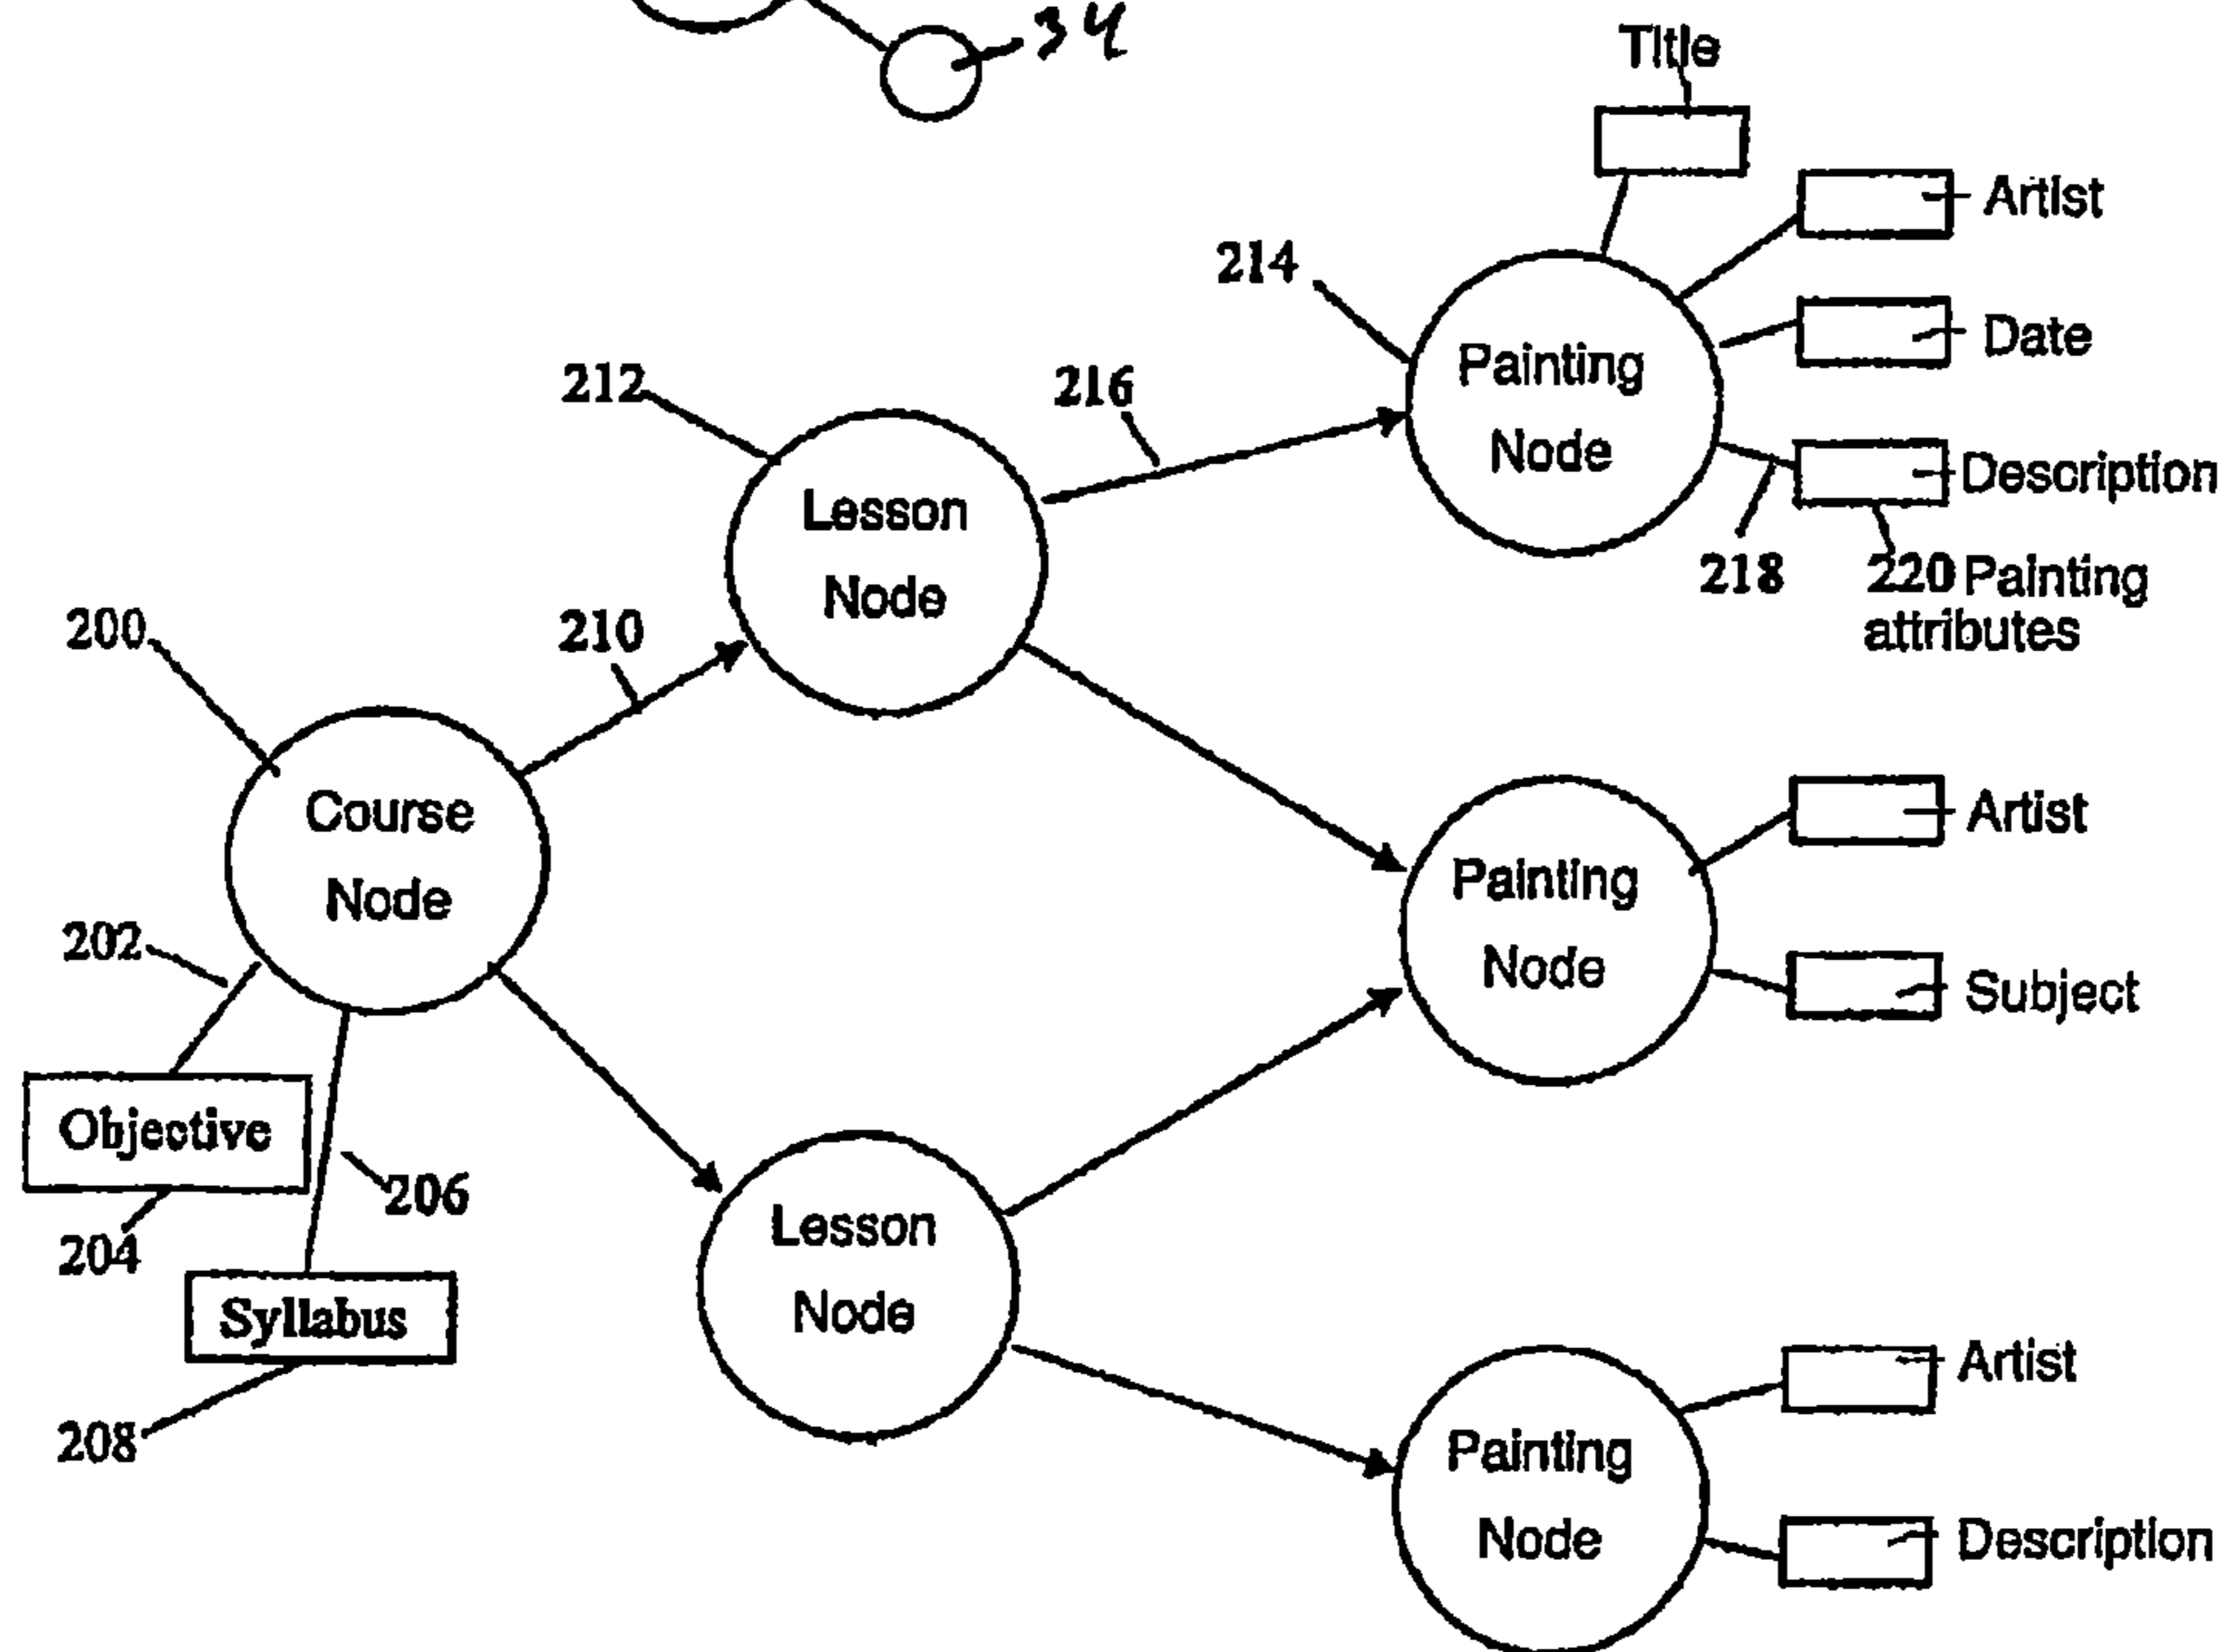 34
Title
Artist
214
Date
Painting
Node
212
216
Description
Lesson
Node
218
220 Painting
attributes
200
210
Course
Node
Artist
Painting
Node
202
Subject
Objective
206
204
Lesson
Node
Syllabus
208
Artist
Painting
Node
Description